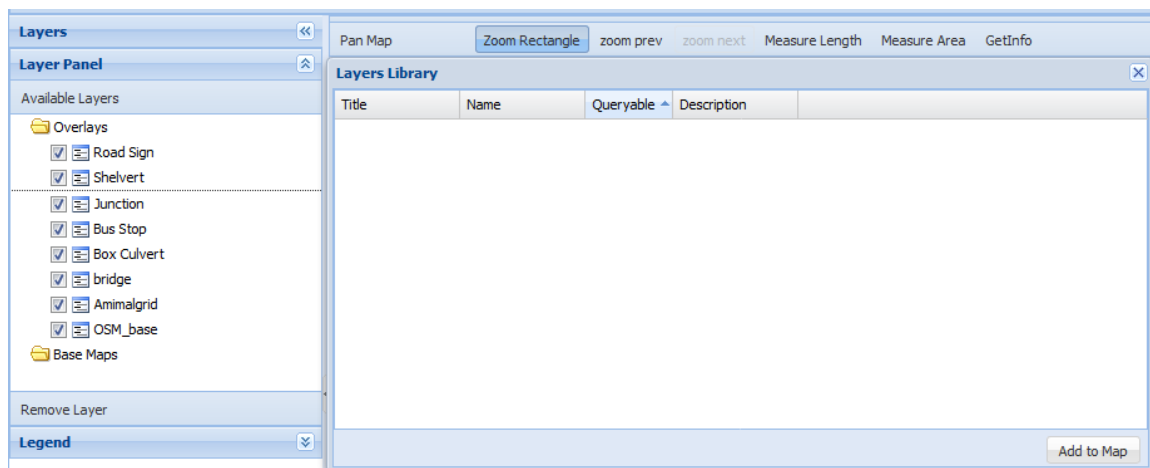 Layers
Layer Panel
Available Layers
Overlays
Road Sign
Shelvert
Junction
Bus Stop
Box Culvert
bridge
Amimalgrid
OSM_base
Base Maps
Remove Layer
Legend
Pan Map Zoom Rectangle zoom prev zoom next Measure Length Measure Area GetInfo
Layers Library
Title Name Queryable Description
Add to Map